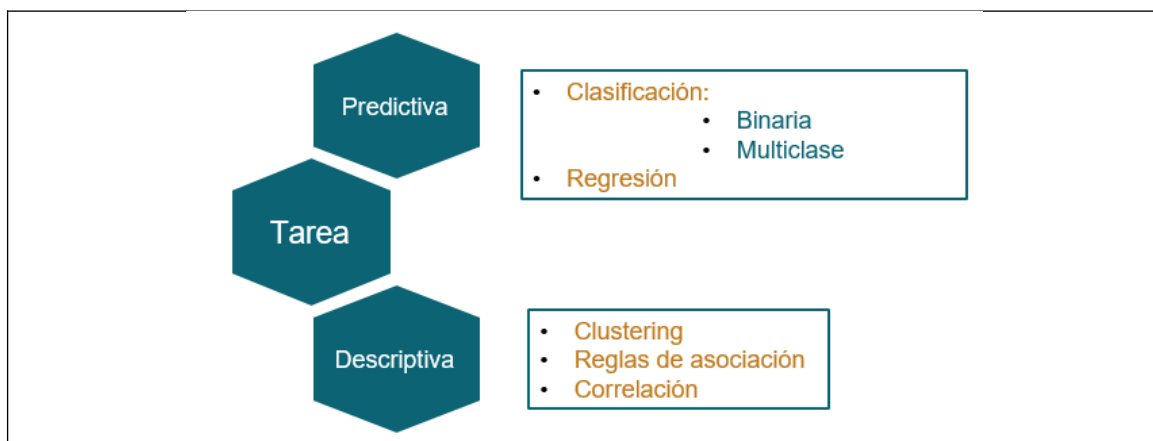 Predictiva
• Clasificación:
• Binaria
• Multiclase
• Regresión
Tarea
Descriptiva
• Clustering
• Reglas de asociación
• Correlación